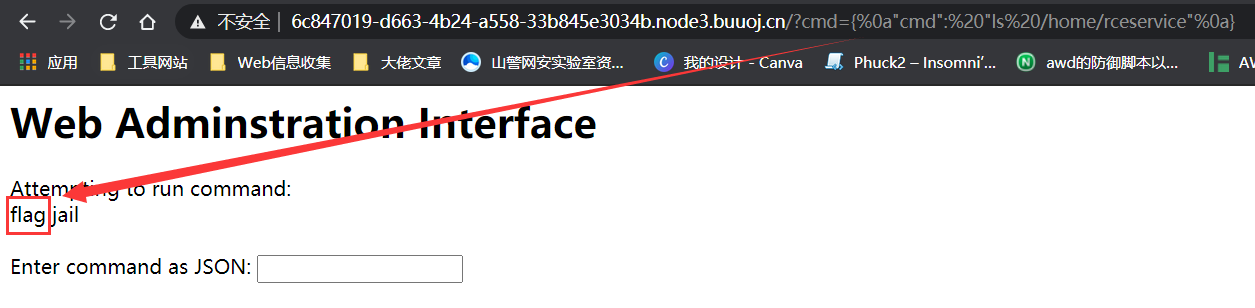 不安全 | 6c847019-d663-4b24-a558-33b845e3034b.node3.buuoj.cn/?cmd={%0a"cmd":%20"ls%20/home/rceservice"%0a}
应用 工具网站 Web信息收集 大佬文章 山警网安实验室资... 我的设计 - Canva Phuck2 – Insomni'... awd的防御脚本以... AV
Web Adminstration Interface
Attempting to run command:
flag jail
Enter command as JSON: